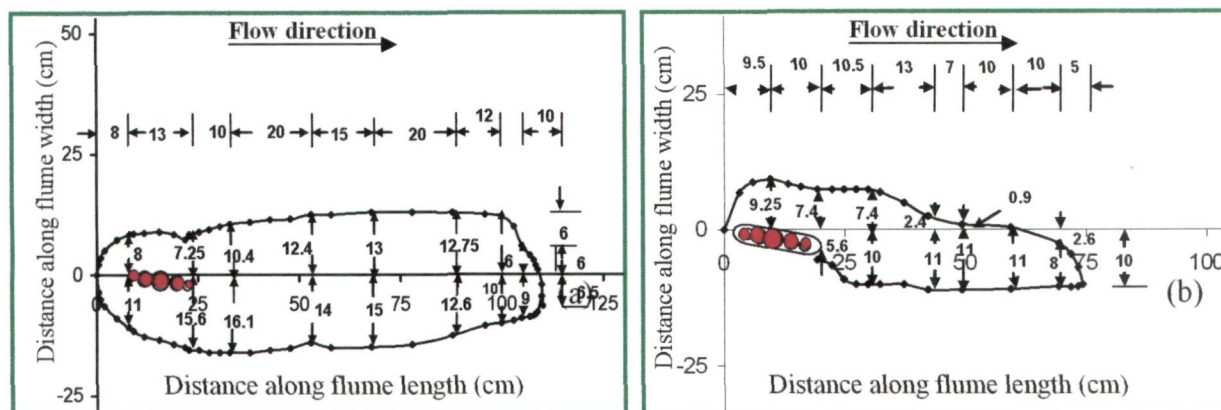 Flow direction
Distance along flume width (cm)
50
25
0
-25
8 13 10 20 15 20 12 10
8 7.25 10.4 12.4 13 12.75 6 6 6
11 15.6 16.1 14 15 12.6 10 9 6.5
0 25 50 75 100 125
a)
Distance along flume length (cm)
Flow direction
Distance along flume width (cm)
25
0
-25
9.5 10 10.5 13 7 10 10 5
9.25 7.4 7.4 2.4 0.9 2.6
5.6 10 11 11 11 8 10
0 25 50 75 100
(b)
Distance along flume length (cm)